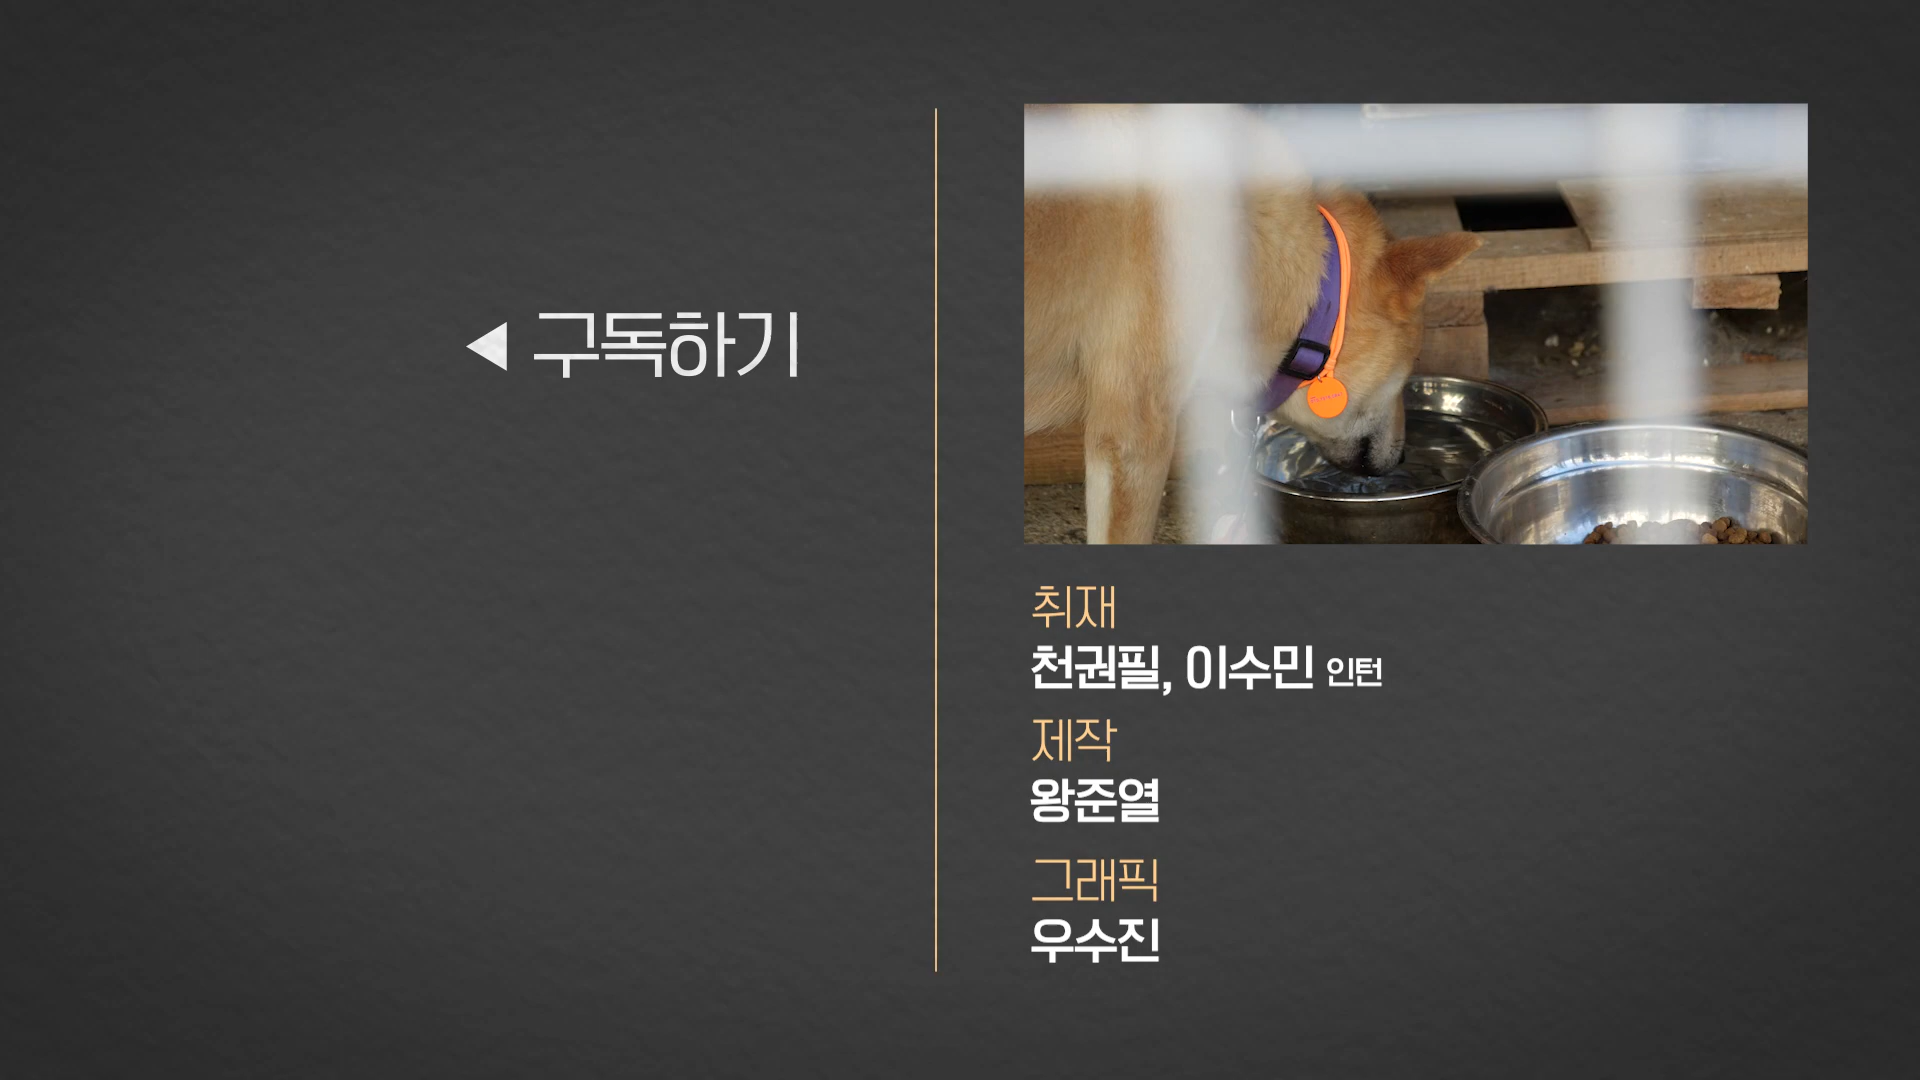 ◀ 구독하기
취재
천권필, 이수민 인턴
제작
왕준열
그래픽
우수진